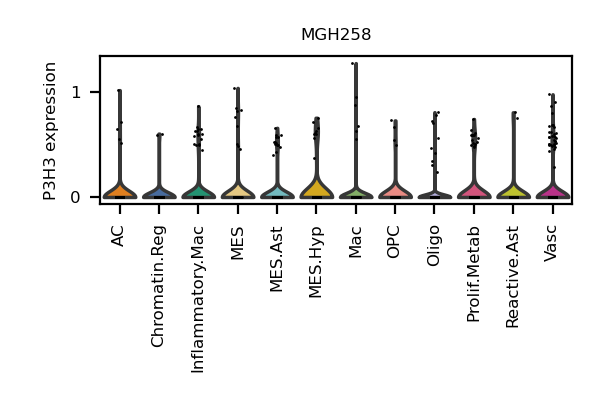 MGH258
P3H3 expression
1
0
AC
Chromatin.Reg
Inflammatory.Mac
MES
MES.Ast
MES.Hyp
Mac
OPC
Oligo
Prolif.Metab
Reactive.Ast
Vasc